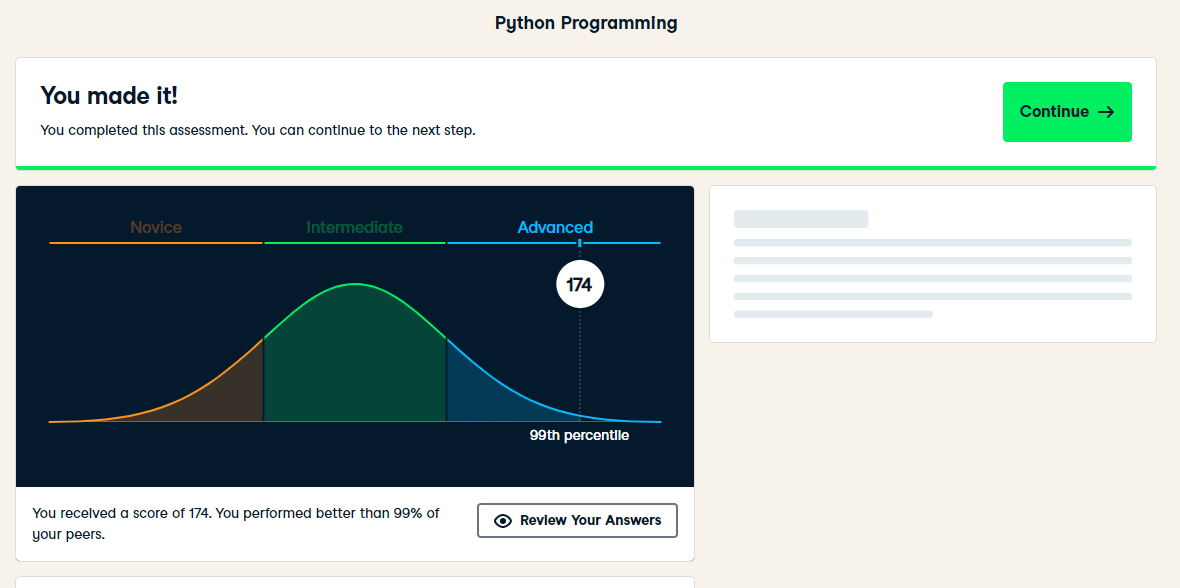 Python Programming
You made it!
You completed this assessment. You can continue to the next step.
Continue →
Novice
Intermediate
Advanced
174
99th percentile
You received a score of 174. You performed better than 99% of
your peers.
Review Your Answers